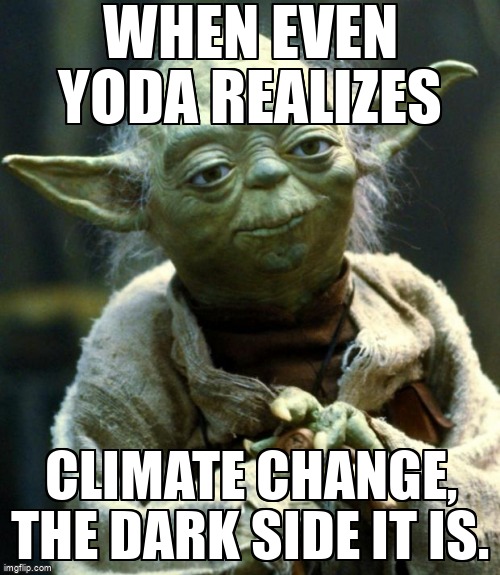 WHEN EVEN
YODA REALIZES
CLIMATE CHANGE,
THE DARK SIDE IT IS.
imgflip.com